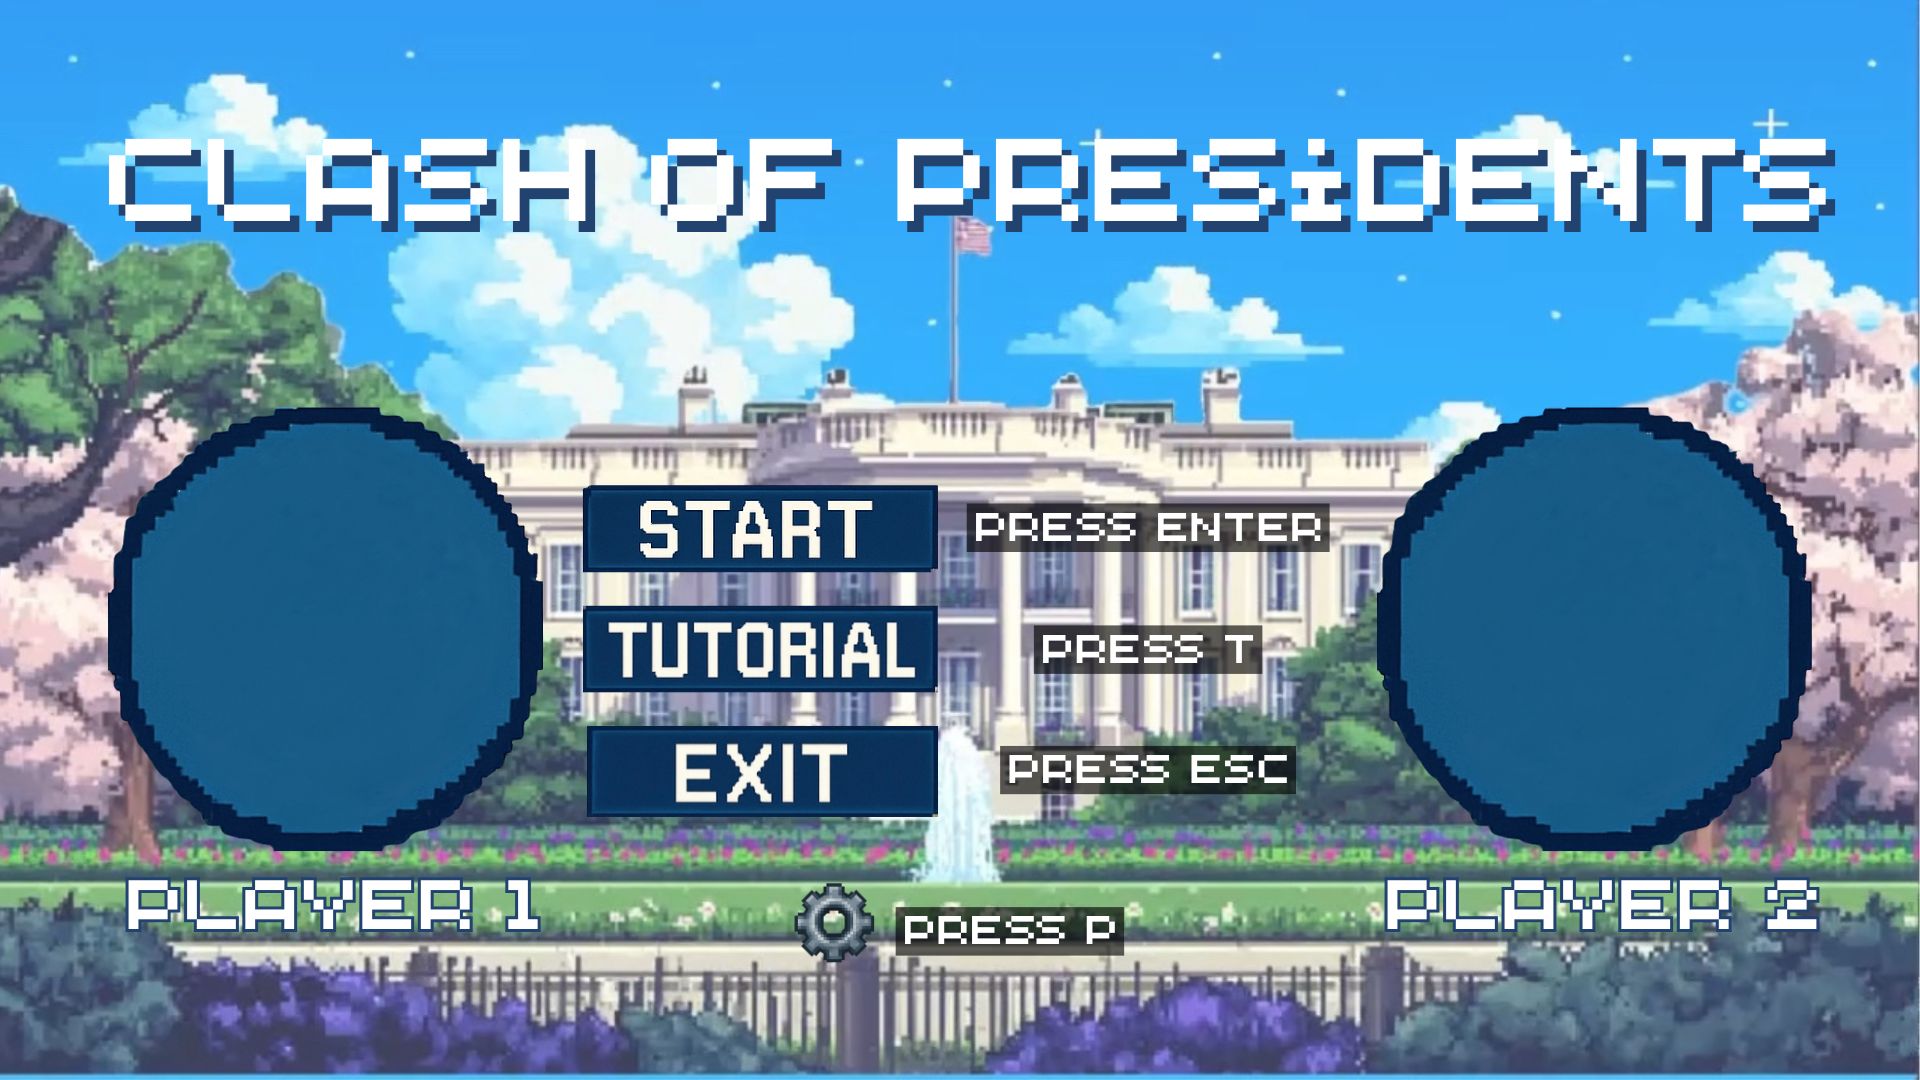 CLASH OF PRESiDENTS
START PRESS ENTER
TUTORIAL PRESS T
EXIT PRESS ESC
PLAYER 1
PRESS P
PLAYER 2